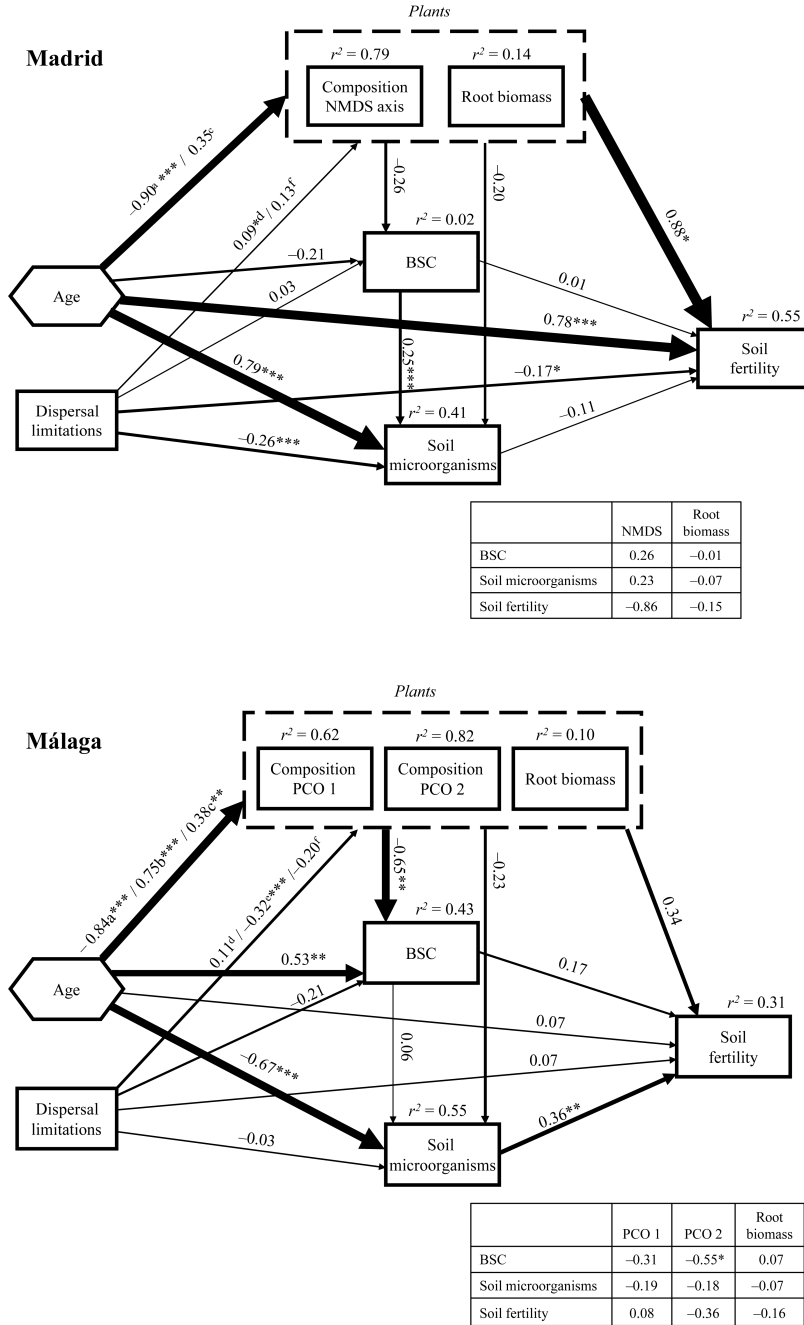 Plants
Madrid
r² = 0.79
r² = 0.14
Composition
NMDS axis
Root biomass
–0.90ᵃ *** / 0.35ᶜ
0.09*ᵈ / 0.13ᶠ
–0.26
–0.20
0.88*
r² = 0.02
BSC
–0.21
0.03
0.01
Age
0.78***
r² = 0.55
Soil
fertility
0.79***
0.25***
–0.17*
Dispersal
limitations
–0.26***
r² = 0.41
Soil
microorganisms
–0.11
NMDS Root biomass
BSC 0.26 –0.01
Soil microorganisms 0.23 –0.07
Soil fertility –0.86 –0.15
Plants
Málaga
r² = 0.62
r² = 0.82
r² = 0.10
Composition
PCO 1
Composition
PCO 2
Root biomass
– 0.84a*** / 0.75b*** / 0.38c**
0.11ᵈ / –0.32ᵉ*** /–0.20ᶠ
–0.65**
–0.23
0.34
r² = 0.43
BSC
0.53**
–0.21
0.17
Age
0.07
r² = 0.31
Soil
fertility
–0.67***
0.06
0.07
Dispersal
limitations
–0.03
r² = 0.55
Soil
microorganisms
0.36**
PCO 1 PCO 2 Root biomass
BSC –0.31 –0.55* 0.07
Soil microorganisms –0.19 –0.18 –0.07
Soil fertility 0.08 –0.36 –0.16